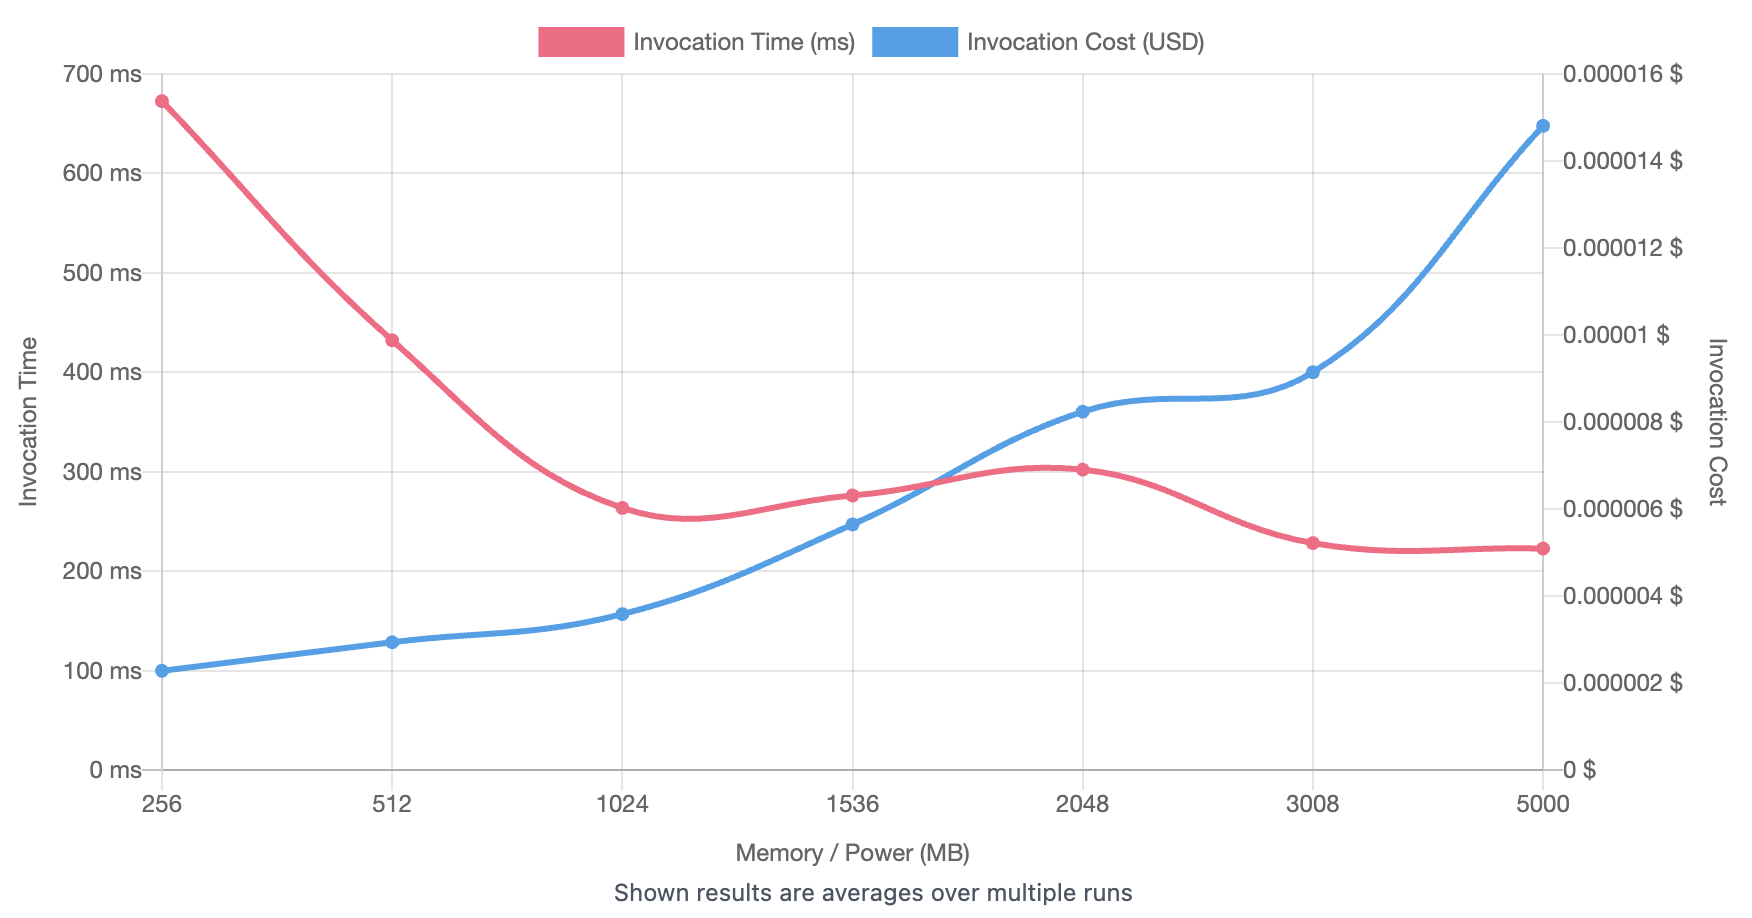 Invocation Time (ms) Invocation Cost (USD)
700 ms
600 ms
500 ms
400 ms
300 ms
200 ms
100 ms
0 ms
Invocation Time
0.000016 $
0.000014 $
0.000012 $
0.00001 $
0.000008 $
0.000006 $
0.000004 $
0.000002 $
0 $
Invocation Cost
256 512 1024 1536 2048 3008 5000
Memory / Power (MB)
Shown results are averages over multiple runs